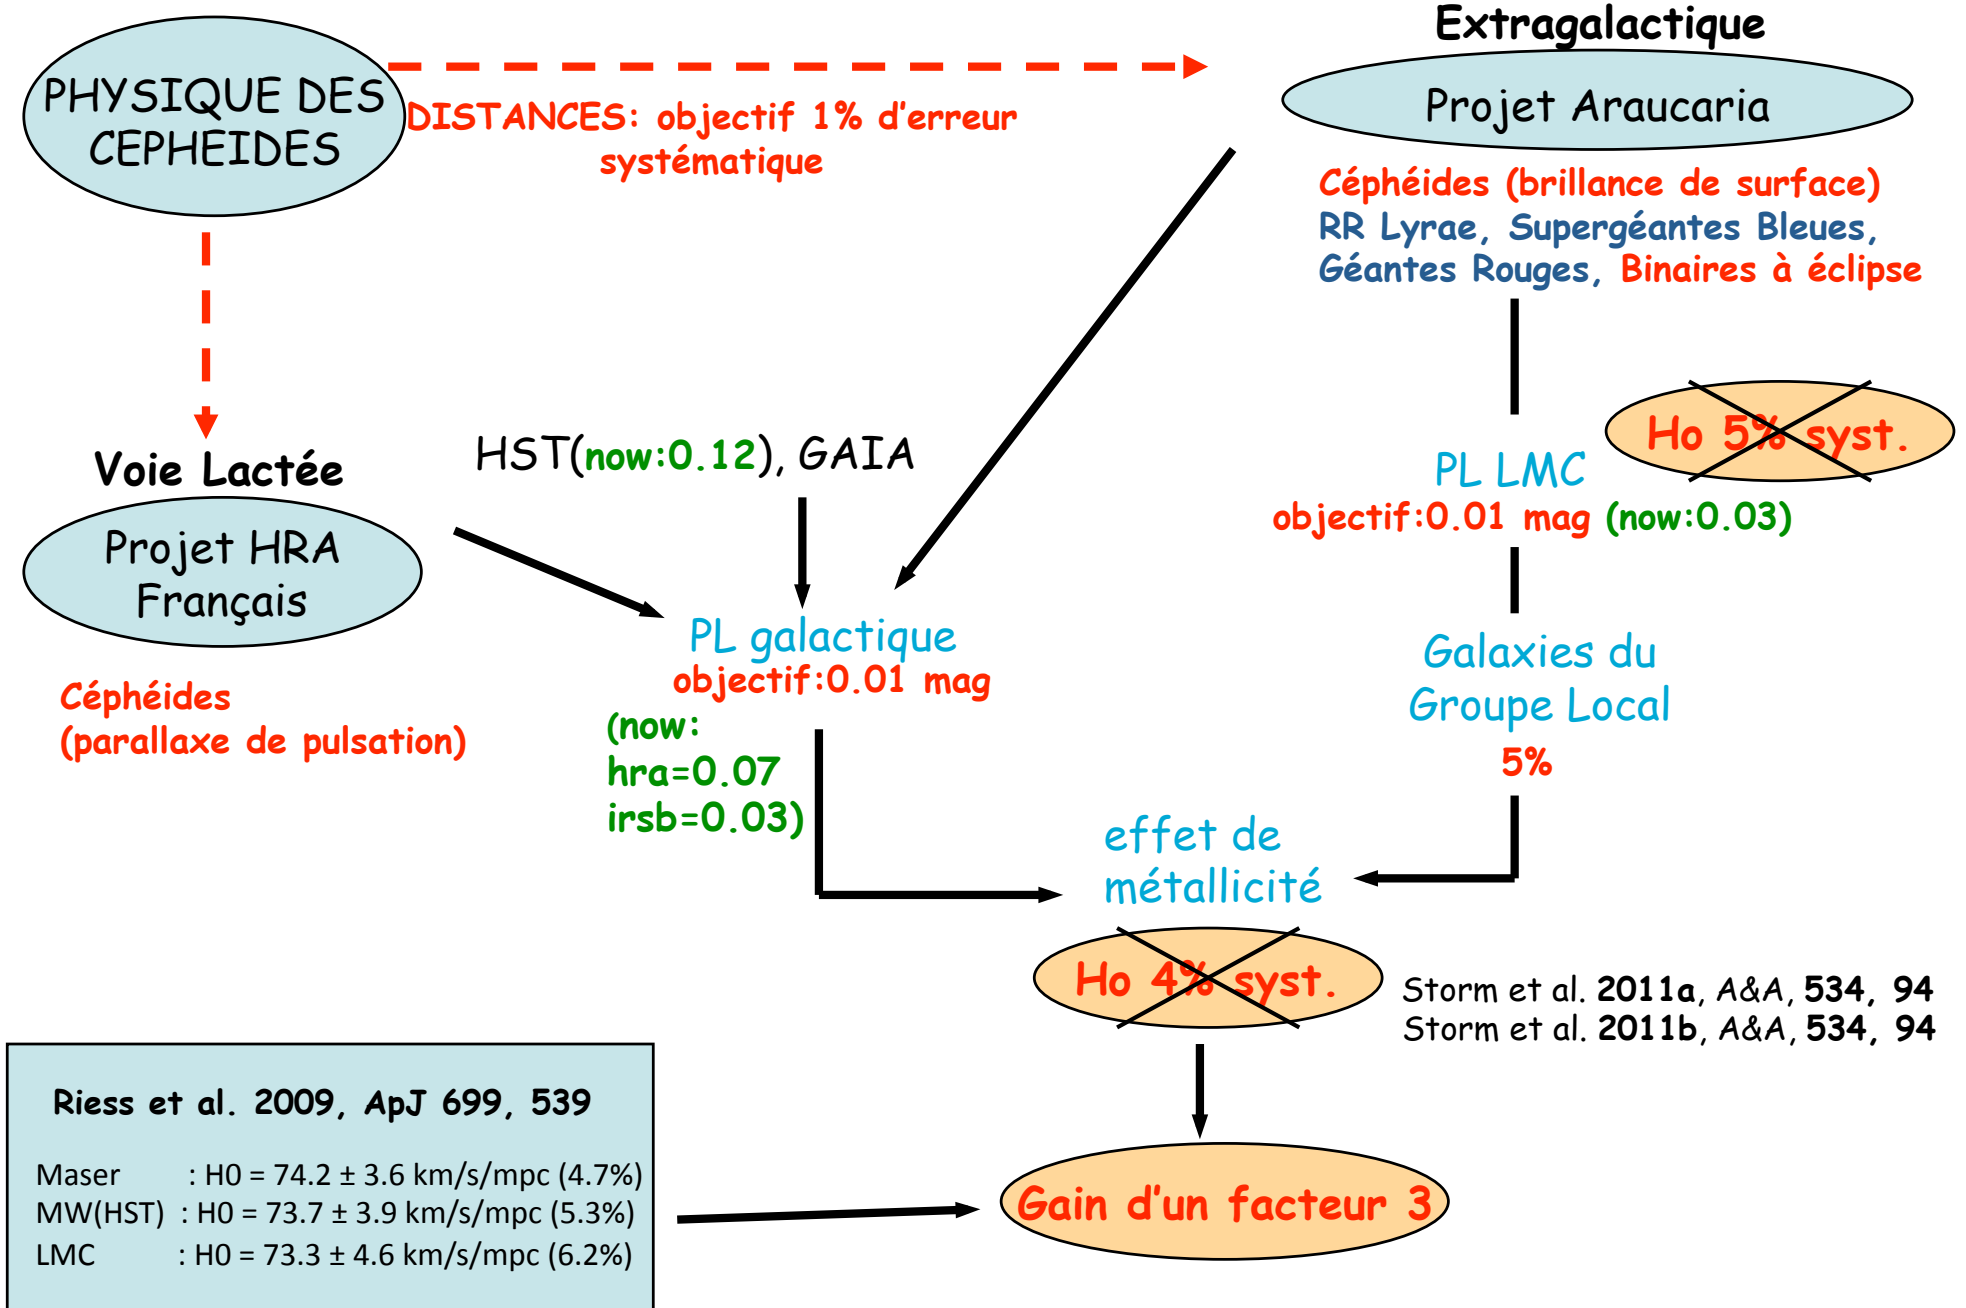 Extragalactique
PHYSIQUE DES
CEPHEIDES
DISTANCES: objectif 1% d'erreur
systématique
Projet Araucaria
Céphéides (brillance de surface)
RR Lyrae, Supergéantes Bleues,
Géantes Rouges, Binaires à éclipse
Voie Lactée
Projet HRA
Français
Céphéides
(parallaxe de pulsation)
HST(now:0.12), GAIA
PL galactique
objectif:0.01 mag
(now:
hra=0.07
irsb=0.03)
Ho 5% syst.
PL LMC
objectif:0.01 mag (now:0.03)
Galaxies du
Groupe Local
5%
effet de
métallicité
Ho 4% syst.
Storm et al. 2011a, A&A, 534, 94
Storm et al. 2011b, A&A, 534, 94
Riess et al. 2009, ApJ 699, 539
Maser : H0 = 74.2 ± 3.6 km/s/mpc (4.7%)
MW(HST) : H0 = 73.7 ± 3.9 km/s/mpc (5.3%)
LMC : H0 = 73.3 ± 4.6 km/s/mpc (6.2%)
Gain d'un facteur 3